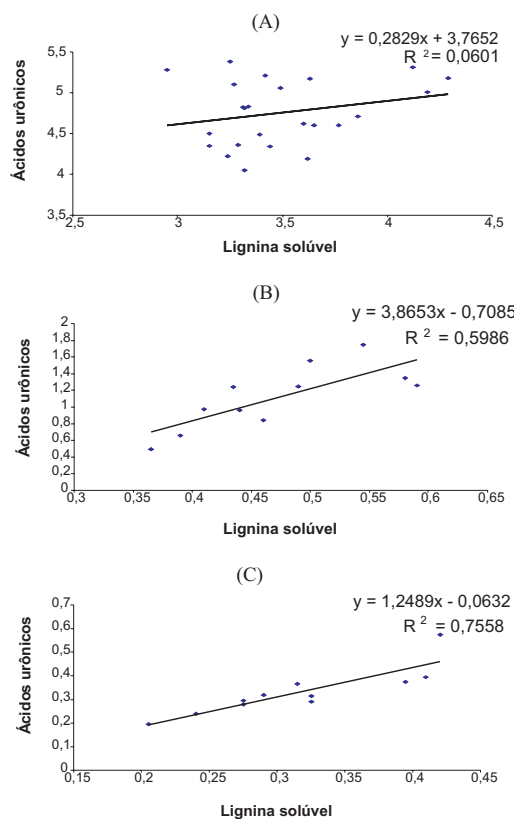 (A)
y = 0,2829x + 3,7652
R ² = 0,0601
5,5
5
4,5
4
3,5
2,5 3 3,5 4 4,5
Ácidos urônicos
Lignina solúvel
(B)
y = 3,8653x - 0,7085
R ² = 0,5986
2
1,8
1,6
1,4
1,2
1
0,8
0,6
0,4
0,2
0
0,3 0,35 0,4 0,45 0,5 0,55 0,6 0,65
Ácidos urônicos
Lignina solúvel
(C)
y = 1,2489x - 0,0632
R ² = 0,7558
0,7
0,6
0,5
0,4
0,3
0,2
0,1
0
0,15 0,2 0,25 0,3 0,35 0,4 0,45
Ácidos urônicos
Lignina solúvel